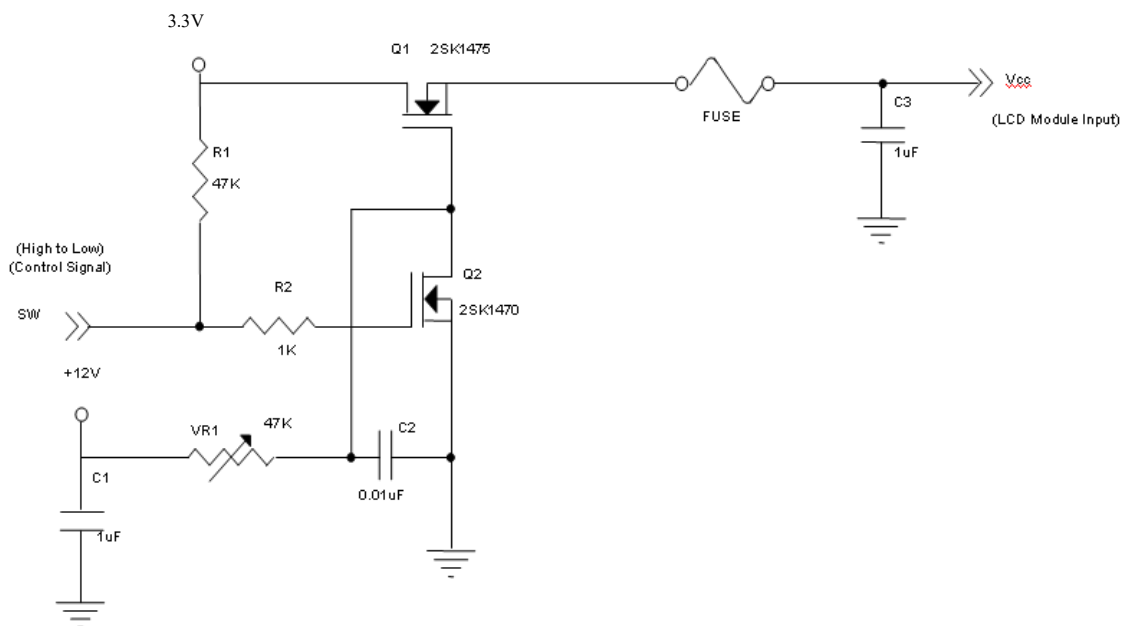 3.3V
Q1 2SK1475
FUSE
C3
1uF
Vcc
(LCD Module Input)
R1
47K
(High to Low)
(Control Signal)
SW
R2
1K
Q2
2SK1470
+12V
VR1
47K
C2
0.01uF
C1
1uF